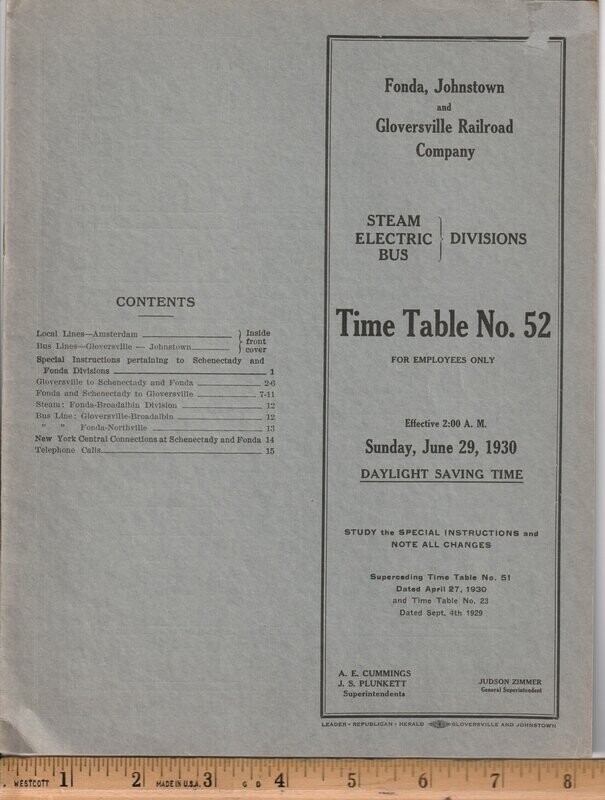 Fonda, Johnstown
and
Gloversville Railroad
Company
STEAM
ELECTRIC
BUS
DIVISIONS
Time Table No. 52
FOR EMPLOYEES ONLY
Effective 2:00 A. M.
Sunday, June 29, 1930
DAYLIGHT SAVING TIME
STUDY the SPECIAL INSTRUCTIONS and
NOTE ALL CHANGES
Superceding Time Table No. 51
Dated April 27, 1930
and Time Table No. 23
Dated Sept. 4th 1929
A. E. CUMMINGS
J. S. PLUNKETT
Superintendents
JUDSON ZIMMER
General Superintendent
LEADER - REPUBLICAN - HERALD GLOVERSVILLE AND JOHNSTOWN
CONTENTS
Local Lines—Amsterdam
Bus Lines—Gloversville — Johnstown
Inside
front
cover
Special Instructions pertaining to Schenectady and
Fonda Divisions 1
Gloversville to Schenectady and Fonda 2-6
Fonda and Schenectady to Gloversville 7-11
Steam: Fonda-Broadalbin Division 12
Bus Line: Gloversville-Broadalbin 12
" " Fonda-Northville 13
New York Central Connections at Schenectady and Fonda 14
Telephone Calls 15
WESTCOTT 1 2 MADE IN U.S.A. 3 G D 4 5 6 7 8